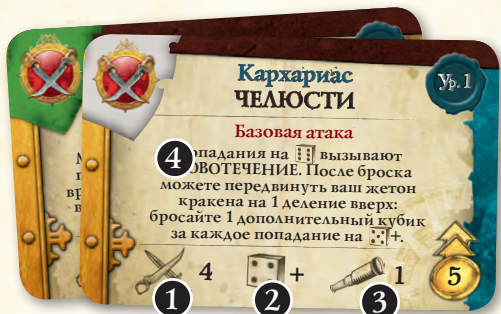 Кархариас
ЧЕЛЮСТИ
Ур. 1
Базовая атака
4 опадания на вызывают
ОВОТЕЧЕНИЕ. После броска
можете передвинуть ваш жетон
кракена на 1 деление вверх:
бросайте 1 дополнительный кубик
за каждое попадание на +.
4 + 1 5
1 2 3